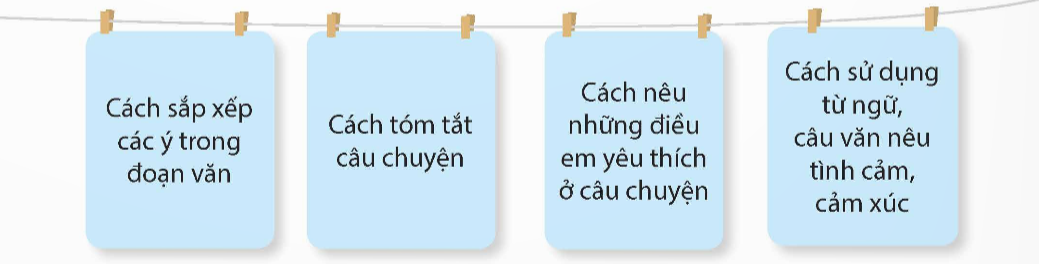 Cách sắp xếp
các ý trong
đoạn văn
Cách tóm tắt
câu chuyện
Cách nêu
những điều
em yêu thích
ở câu chuyện
Cách sử dụng
từ ngữ,
câu văn nêu
tình cảm,
cảm xúc